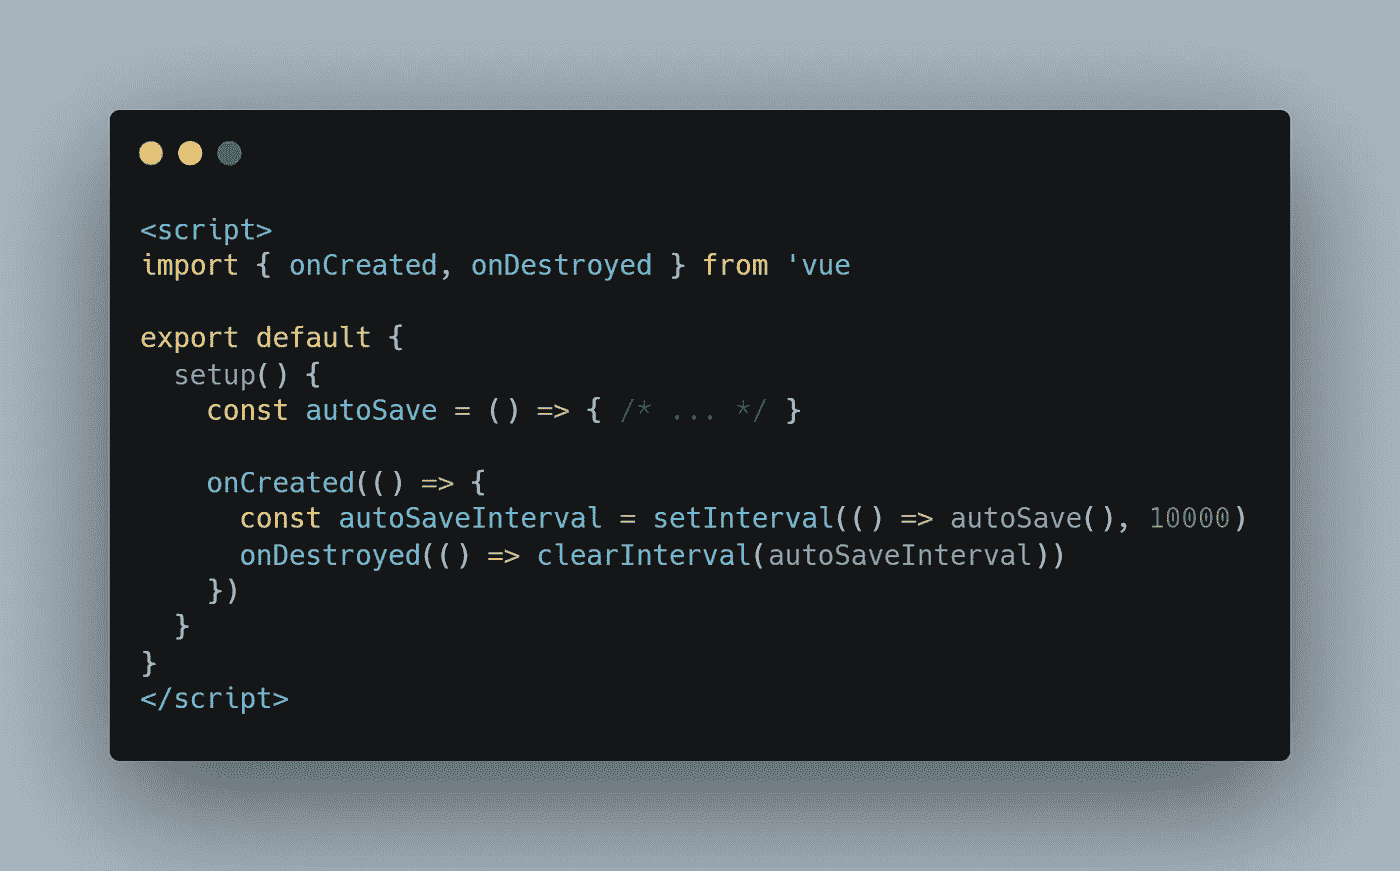 <script>
import { onCreated, onDestroyed } from 'vue
export default {
setup() {
const autoSave = () => { /* ... */ }
onCreated(() => {
const autoSaveInterval = setInterval(() => autoSave(), 10000)
onDestroyed(() => clearInterval(autoSaveInterval))
})
}
}
</script>